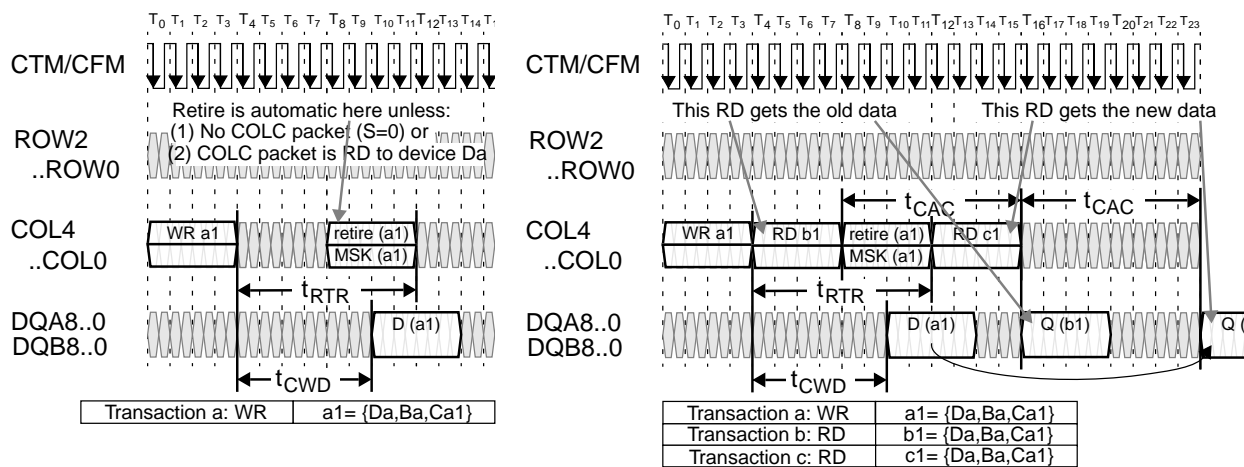 T0 T1 T2 T3 T4 T5 T6 T7 T8 T9 T10 T11 T12 T13 T14 T1
CTM/CFM
Retire is automatic here unless:
(1) No COLC packet (S=0) or
(2) COLC packet is RD to device Da
ROW2
..ROW0
COL4
..COL0
WR a1
retire (a1)
MSK (a1)
tRTR
DQA8..0
DQB8..0
D (a1)
tCWD
Transaction a: WR a1= {Da,Ba,Ca1}
T0 T1 T2 T3 T4 T5 T6 T7 T8 T9 T10 T11 T12 T13 T14 T15 T16 T17 T18 T19 T20 T21 T22 T23
CTM/CFM
This RD gets the old data
This RD gets the new data
ROW2
..ROW0
tCAC
tCAC
COL4
..COL0
WR a1
RD b1
retire (a1)
RD c1
MSK (a1)
tRTR
DQA8..0
DQB8..0
D (a1)
Q (b1)
Q (
tCWD
Transaction a: WR a1= {Da,Ba,Ca1}
Transaction b: RD b1= {Da,Ba,Ca1}
Transaction c: RD c1= {Da,Ba,Ca1}